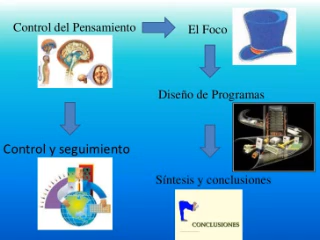 Control del Pensamiento
El Foco
Diseño de Programas
Control y seguimiento
Síntesis y conclusiones
CONCLUSIONES